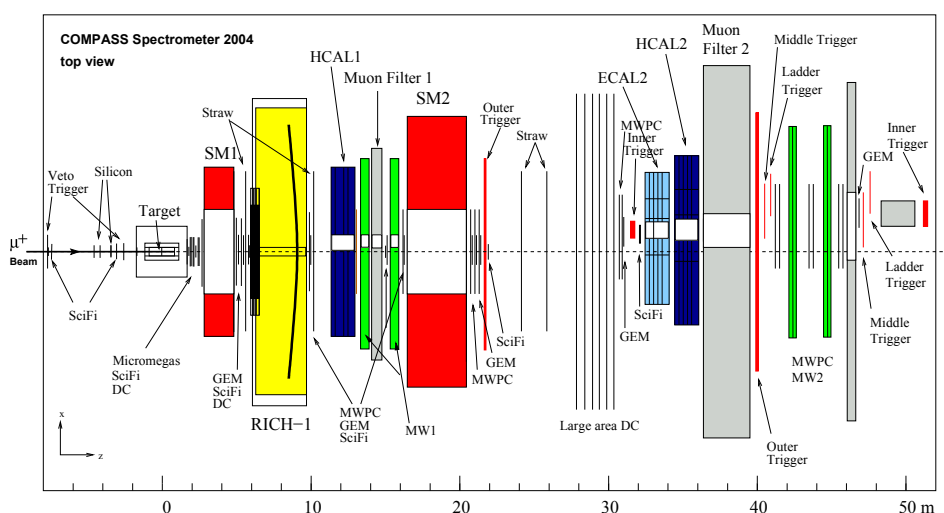 COMPASS Spectrometer 2004
top view
Muon
Filter 2
HCAL1
Muon Filter 1
SM2
HCAL2
ECAL2
Middle Trigger
Ladder
Trigger
Outer
Trigger
Straw
Straw
MWPC
Inner
Trigger
Inner
Trigger
GEM
SM1
Veto
Trigger
Silicon
Target
μ+
Beam
SciFi
Micromegas
SciFi
DC
GEM
SciFi
DC
RICH−1
MWPC
GEM
SciFi
MW1
MWPC
GEM
SciFi
Large area DC
GEM
SciFi
Ladder
Trigger
Middle
Trigger
MWPC
MW2
Outer
Trigger
x
z
0 10 20 30 40 50 m